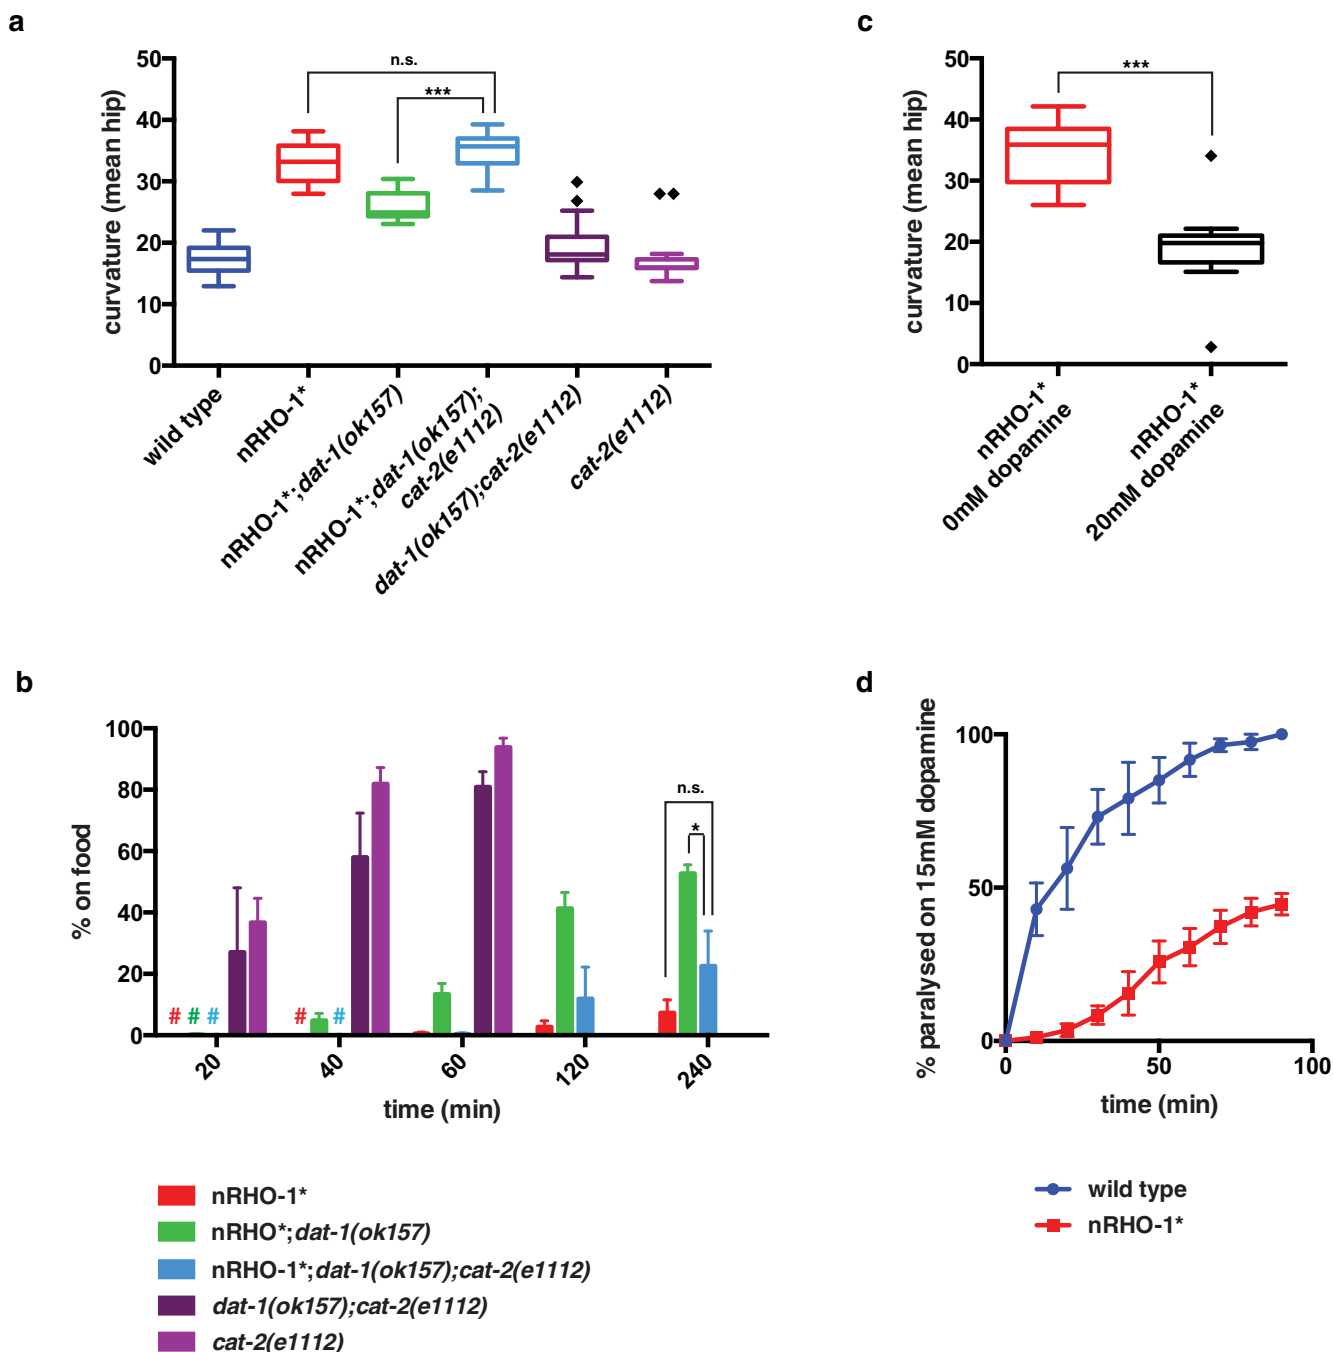 a
50
40
30
20
10
0
curvature (mean hip)
n.s.
***
wild type
nRHO-1*
nRHO-1*;dat-1(ok157)
nRHO-1*;dat-1(ok157);
cat-2(e1112)
dat-1(ok157);cat-2(e1112)
cat-2(e1112)
c
50
40
30
20
10
0
curvature (mean hip)
***
nRHO-1*
0mM dopamine
nRHO-1*
20mM dopamine
b
100
80
60
40
20
0
% on food
# # #
# #
n.s.
*
20
40
60
120
240
time (min)
nRHO-1*
nRHO*;dat-1(ok157)
nRHO-1*;dat-1(ok157);cat-2(e1112)
dat-1(ok157);cat-2(e1112)
cat-2(e1112)
d
100
50
0
% paralysed on 15mM dopamine
0
50
100
time (min)
wild type
nRHO-1*